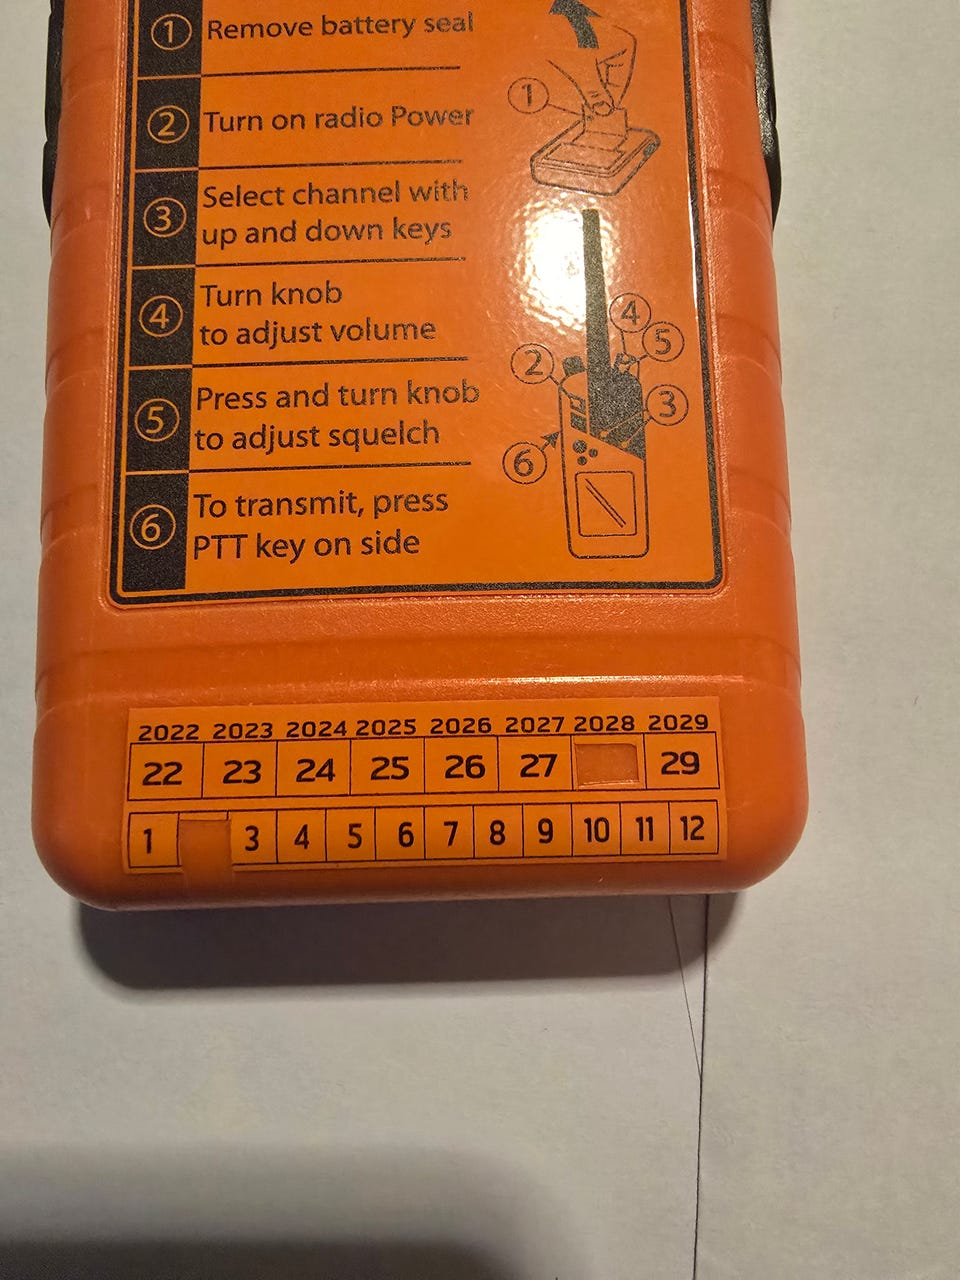 ① Remove battery seal
② Turn on radio Power
③ Select channel with
up and down keys
④ Turn knob
to adjust volume
⑤ Press and turn knob
to adjust squelch
⑥ To transmit, press
PTT key on side
①
④
⑤
②
③
⑥
2022 2023 2024 2025 2026 2027 2028 2029
22 23 24 25 26 27 29
1 3 4 5 6 7 8 9 10 11 12